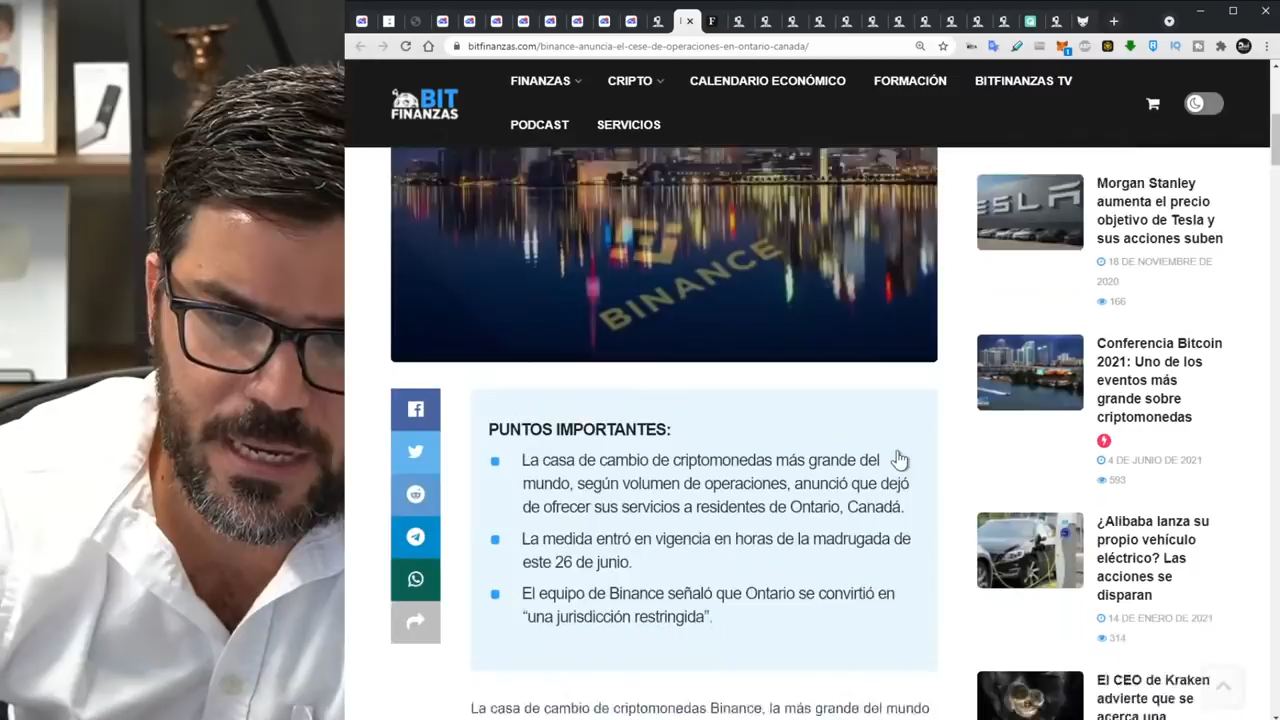 bitfinanzas.com/binance-anuncia-el-cese-de-operaciones-en-ontario-canada/
BIT
FINANZAS
FINANZAS
CRIPTO
CALENDARIO ECONÓMICO
FORMACIÓN
BITFINANZAS TV
PODCAST
SERVICIOS
BINANCE
PUNTOS IMPORTANTES:
La casa de cambio de criptomonedas más grande del
mundo, según volumen de operaciones, anunció que dejó
de ofrecer sus servicios a residentes de Ontario, Canadá.
La medida entró en vigencia en horas de la madrugada de
este 26 de junio.
El equipo de Binance señaló que Ontario se convirtió en
“una jurisdicción restringida”.
La casa de cambio de criptomonedas Binance, la más grande del mundo
ESLA
Morgan Stanley
aumenta el precio
objetivo de Tesla y
sus acciones suben
18 DE NOVIEMBRE DE
2020
166
Conferencia Bitcoin
2021: Uno de los
eventos más
grande sobre
criptomonedas
4 DE JUNIO DE 2021
593
¿Alibaba lanza su
propio vehículo
eléctrico? Las
acciones se
disparan
14 DE ENERO DE 2021
314
El CEO de Kraken
advierte que se
acerca una